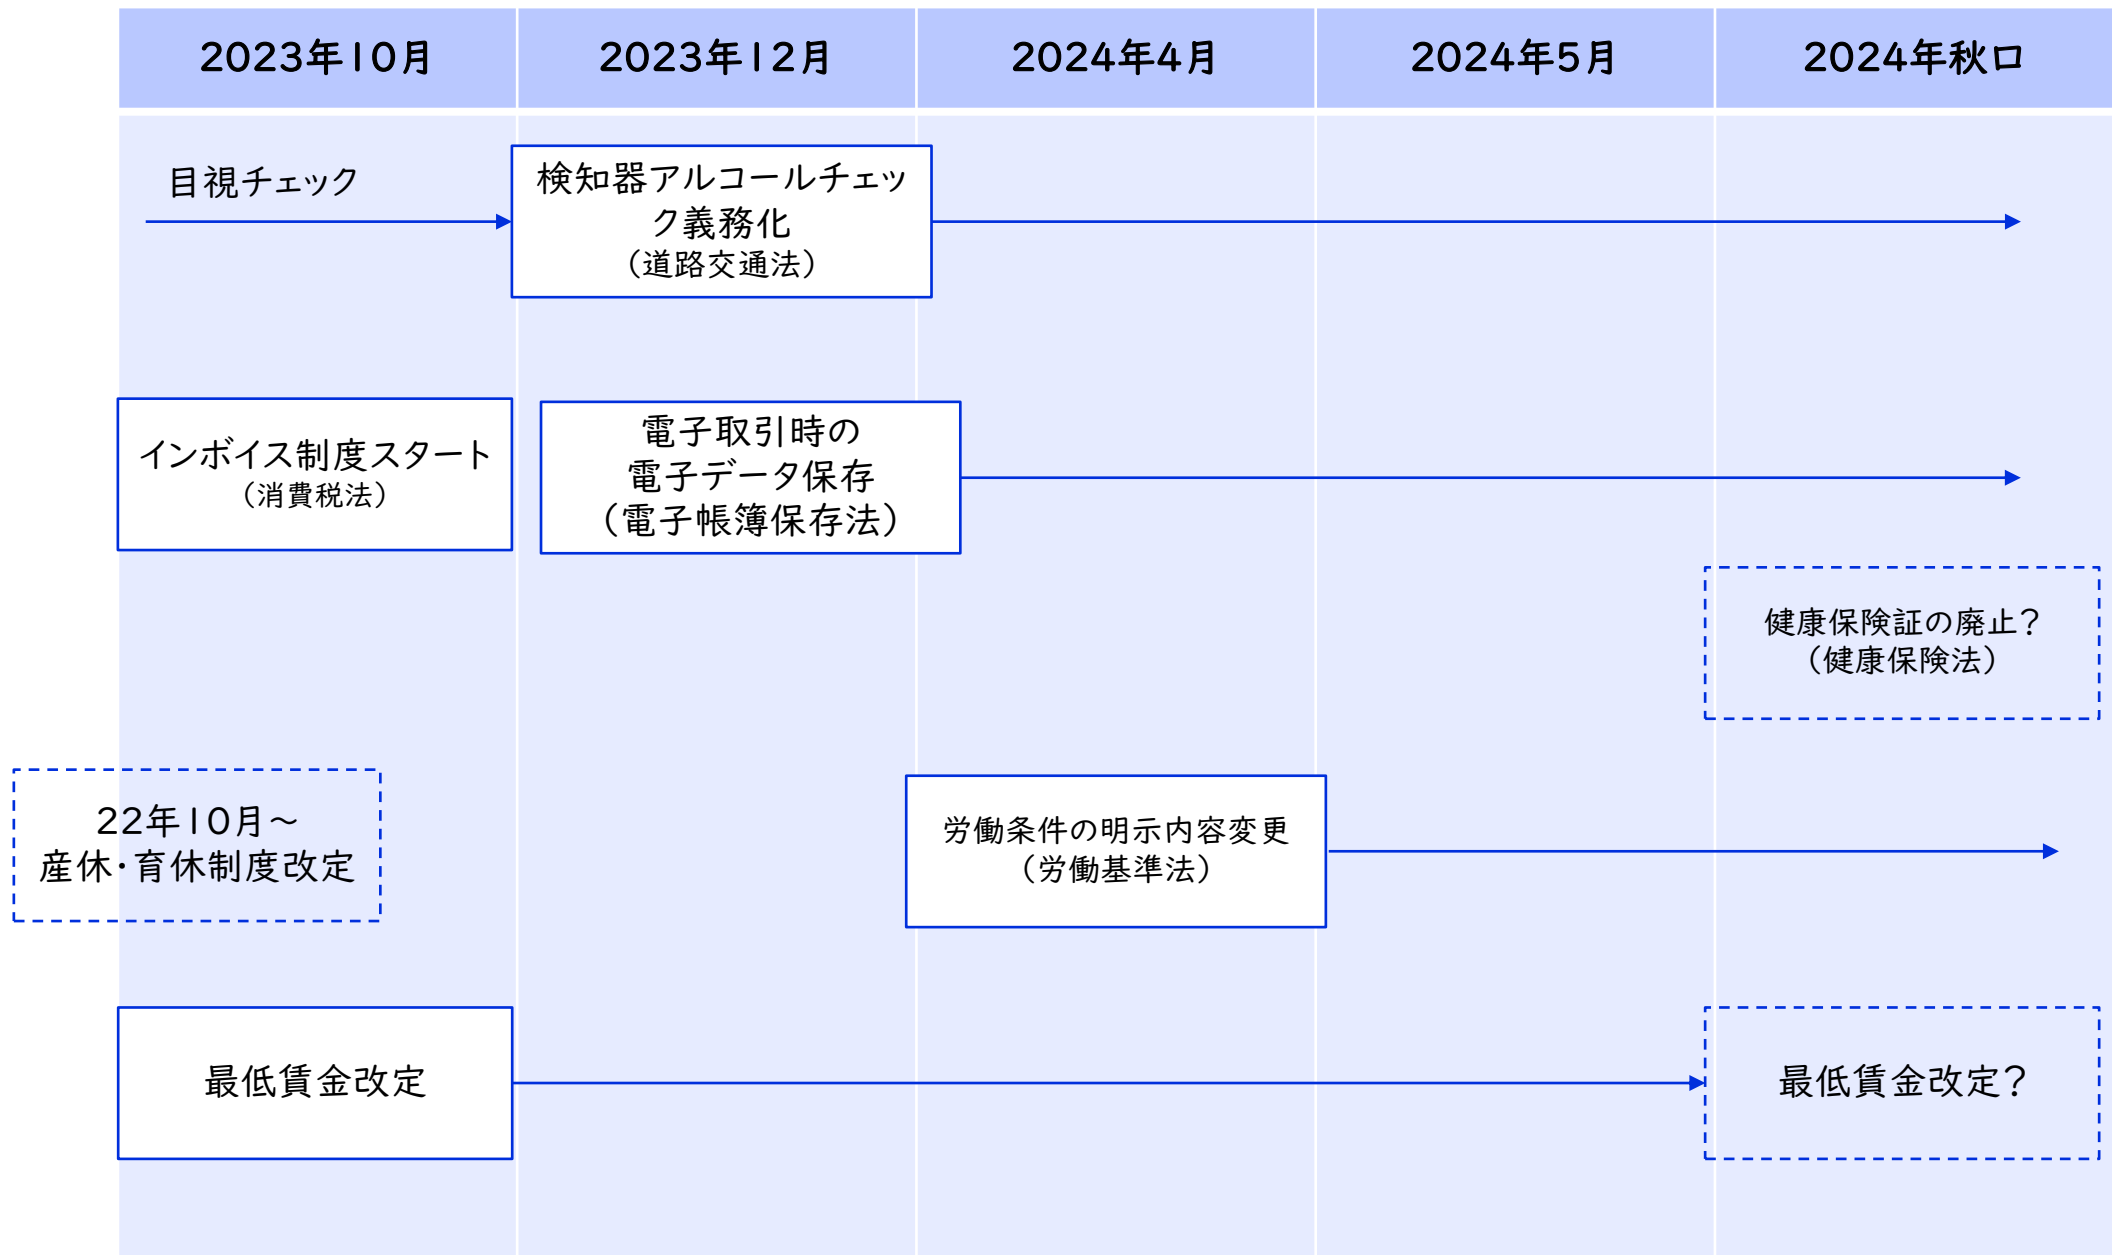 2023年10月
2023年12月
2024年4月
2024年5月
2024年秋口
目視チェック
検知器アルコールチェッ
ク義務化
（道路交通法）
インボイス制度スタート
（消費税法）
電子取引時の
電子データ保存
（電子帳簿保存法）
健康保険証の廃止？
（健康保険法）
22年10月～
産休・育休制度改定
労働条件の明示内容変更
（労働基準法）
最低賃金改定
最低賃金改定？